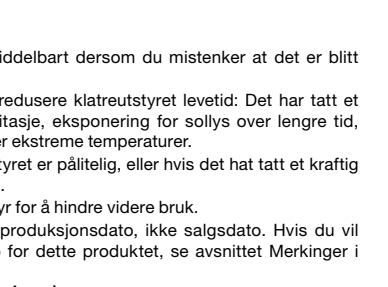 iddelbart dersom du mistenker at det er blitt
redusere klatreutstyret levetid: Det har tatt et
itasje, eksponering for sollys over lengre tid,
er ekstreme temperaturer.
tyret er pålitelig, eller hvis det hat tatt et kraftig
.
yr for å hindre videre bruk.
produksjonsdato, ikke salgsdato. Hvis du vil
for dette produktet, se avsnittet Merkinger i